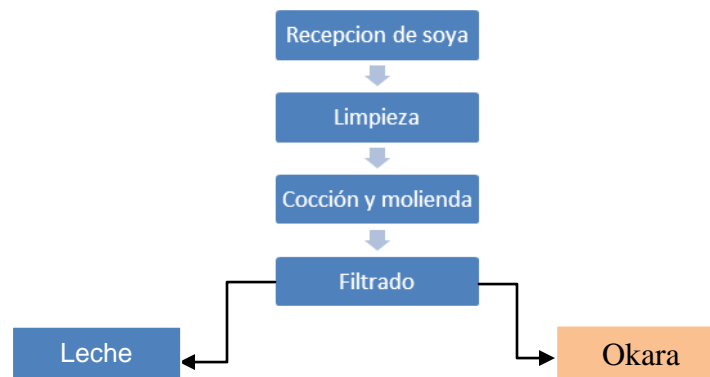 Recepcion de soya
Limpieza
Cocción y molienda
Filtrado
Leche
Okara